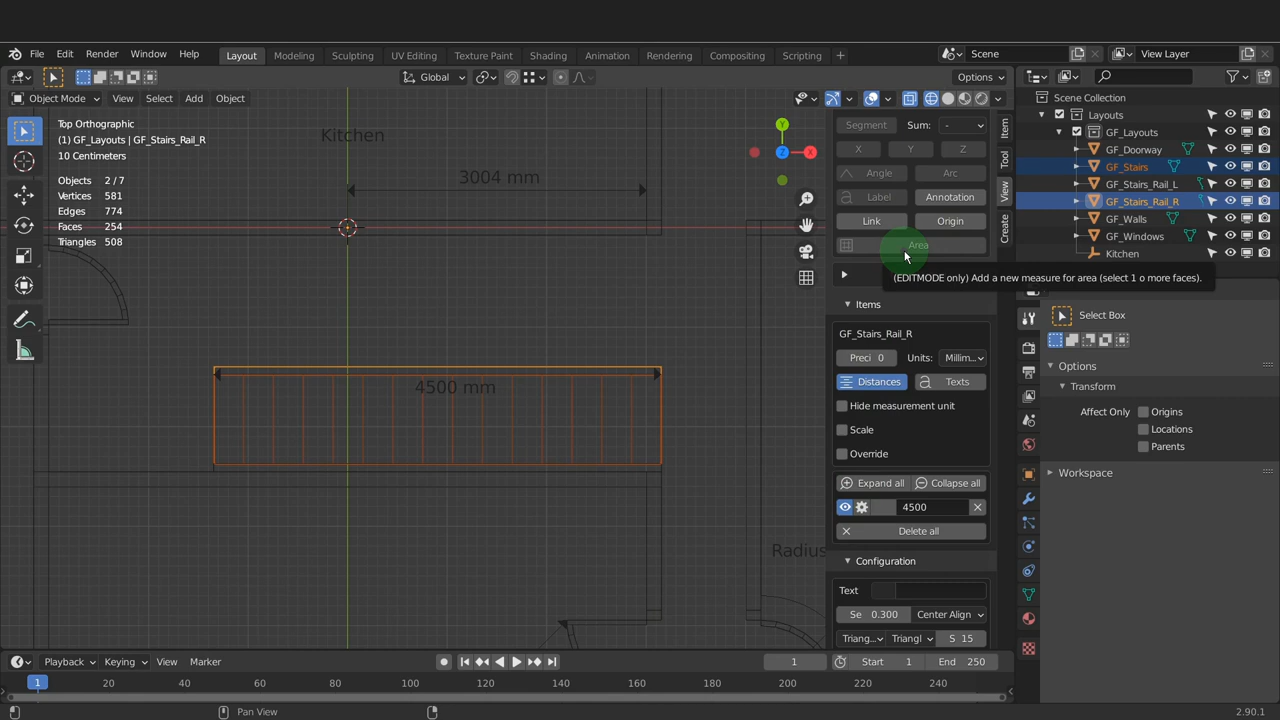 File Edit Render Window Help Layout Modeling Sculpting UV Editing Texture Paint Shading Animation Rendering Compositing Scripting + Scene View Layer
Global Options
Object Mode View Select Add Object
Top Orthographic
(1) GF_Layouts | GF_Stairs_Rail_R
10 Centimeters
Objects 2/7
Vertices 581
Edges 774
Faces 254
Triangles 508
Kitchen
3004 mm
4500 mm
Radius
Y
Z
X
Segment Sum: -
X Y Z
Angle Arc
Label Annotation
Link Origin
Area
(EDITMODE only) Add a new measure for area (select 1 o more faces).
Items
GF_Stairs_Rail_R
Preci 0 Units: Millim...
Distances Texts
Hide measurement unit
Scale
Override
Expand all Collapse all
4500
Delete all
Configuration
Text
Se 0.300 Center Align
Triang... Triangl S 15
Item
Tool
View
Create
Scene Collection
Layouts
GF_Layouts
GF_Doorway
GF_Stairs
GF_Stairs_Rail_L
GF_Stairs_Rail_R
GF_Walls
GF_Windows
Kitchen
Select Box
Options
Transform
Affect Only Origins
Locations
Parents
Workspace
Playback Keying View Marker 1 Start 1 End 250
1 20 40 60 80 100 120 140 160 180 200 220 240
Pan View 2.90.1